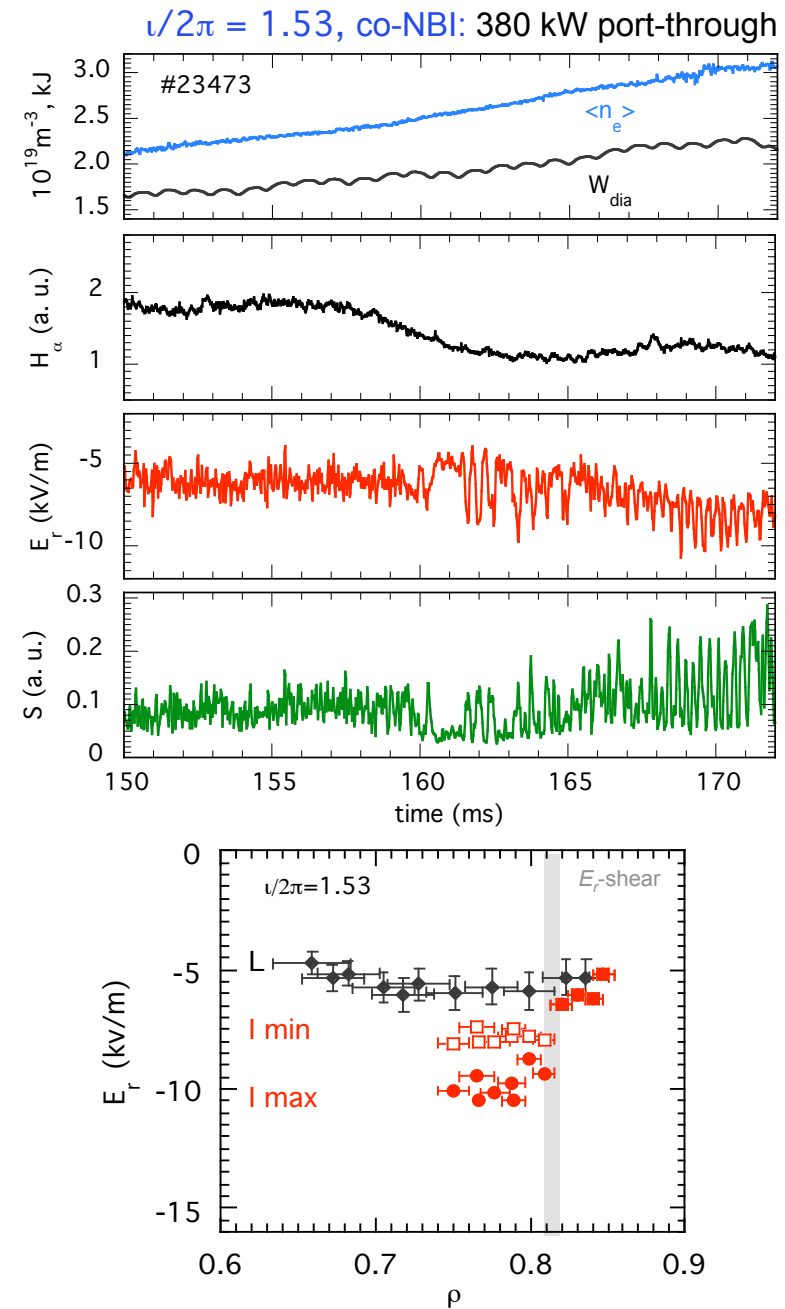 ι/2π = 1.53, co-NBI: 380 kW port-through
10¹⁹m⁻³, kJ
3.0
2.5
2.0
1.5
#23473
<nₑ>
W_dia
H_α (a. u.)
2
1
E_r (kV/m)
-5
-10
S (a. u.)
0.3
0.2
0.1
0
150 155 160 165 170
time (ms)
E_r (kV/m)
0
-5
-10
-15
ι/2π=1.53
E_r-shear
L
I min
I max
0.6 0.7 0.8 0.9
ρ